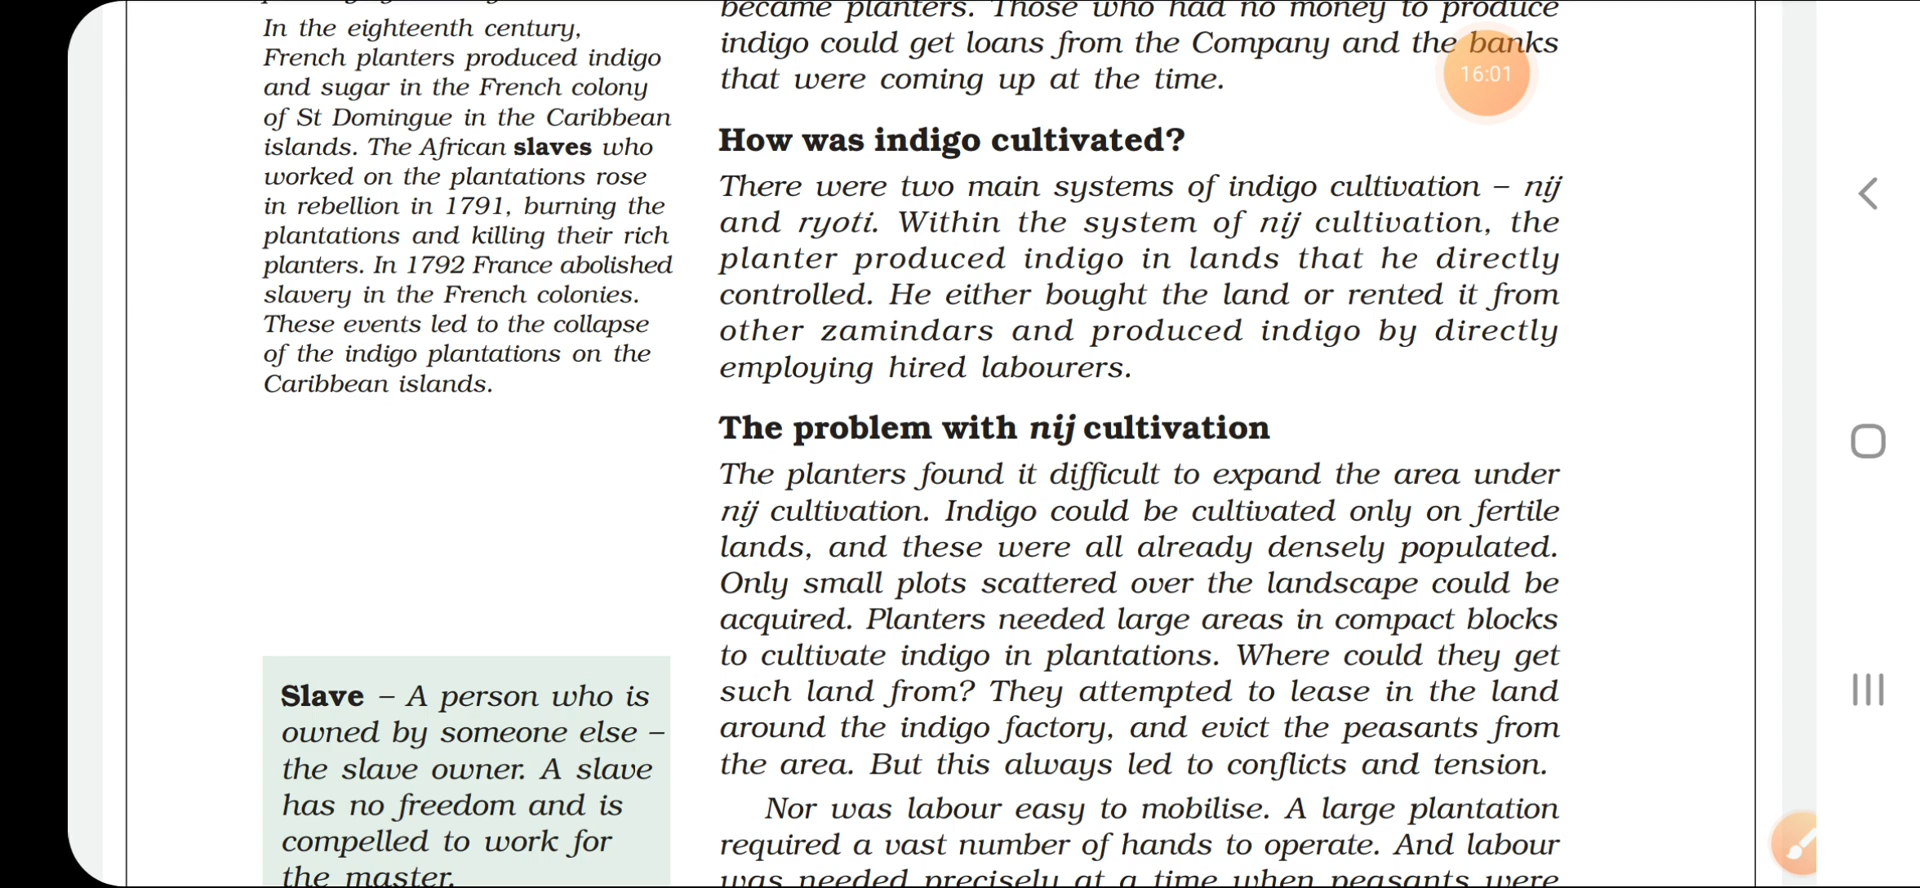 In the eighteenth century,
French planters produced indigo
and sugar in the French colony
of St Domingue in the Caribbean
islands. The African slaves who
worked on the plantations rose
in rebellion in 1791, burning the
plantations and killing their rich
planters. In 1792 France abolished
slavery in the French colonies.
These events led to the collapse
of the indigo plantations on the
Caribbean islands.
Slave – A person who is
owned by someone else –
the slave owner. A slave
has no freedom and is
compelled to work for
the master.
became planters. Those who had no money to produce
indigo could get loans from the Company and the banks
that were coming up at the time.
How was indigo cultivated?
There were two main systems of indigo cultivation – nij
and ryoti. Within the system of nij cultivation, the
planter produced indigo in lands that he directly
controlled. He either bought the land or rented it from
other zamindars and produced indigo by directly
employing hired labourers.
The problem with nij cultivation
The planters found it difficult to expand the area under
nij cultivation. Indigo could be cultivated only on fertile
lands, and these were all already densely populated.
Only small plots scattered over the landscape could be
acquired. Planters needed large areas in compact blocks
to cultivate indigo in plantations. Where could they get
such land from? They attempted to lease in the land
around the indigo factory, and evict the peasants from
the area. But this always led to conflicts and tension.
Nor was labour easy to mobilise. A large plantation
required a vast number of hands to operate. And labour
was needed precisely at a time when peasants were
16:01